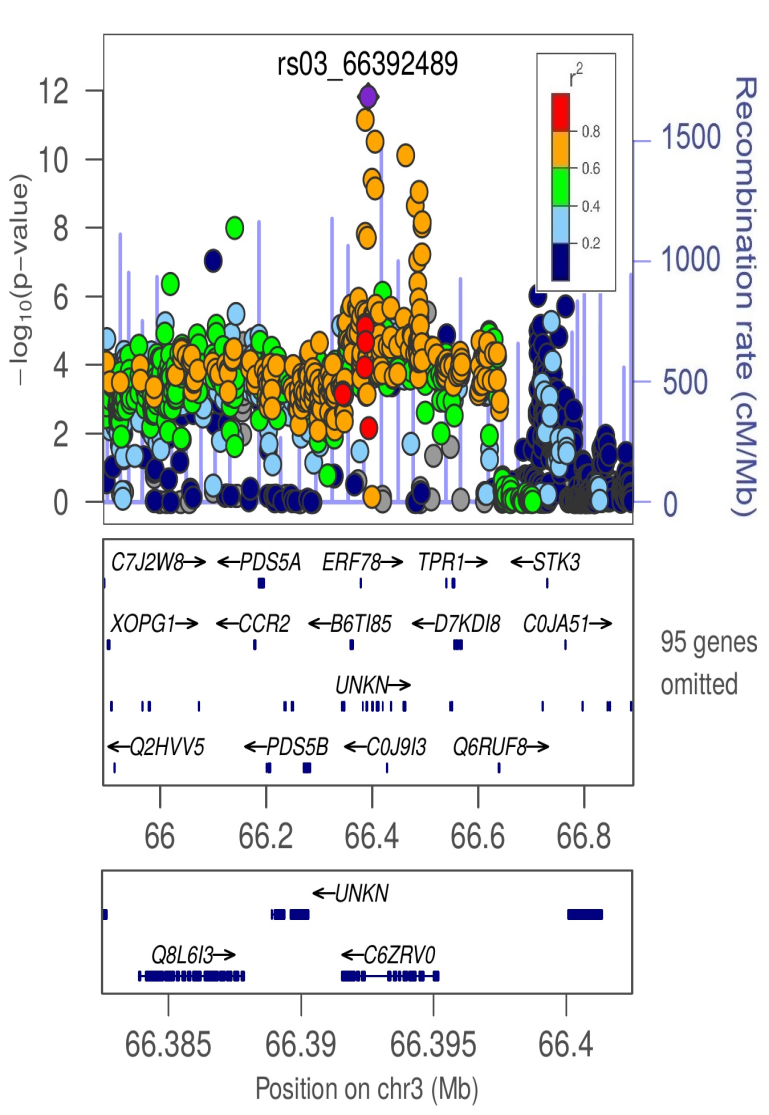 rs03_66392489
r2
0.8
0.6
0.4
0.2
12
10
8
6
4
2
0
−log10(p−value)
1500
1000
500
0
Recombination rate (cM/Mb)
C7J2W8→ ←PDS5A ERF78→ TPR1→ ←STK3
XOPG1→ ←CCR2 ←B6TI85 ←D7KDI8 C0JA51→
UNKN→
←Q2HVV5 ←PDS5B ←C0J9I3 Q6RUF8→
95 genes
omitted
66 66.2 66.4 66.6 66.8
←UNKN
Q8L6I3→ ←C6ZRV0
66.385 66.39 66.395 66.4
Position on chr3 (Mb)